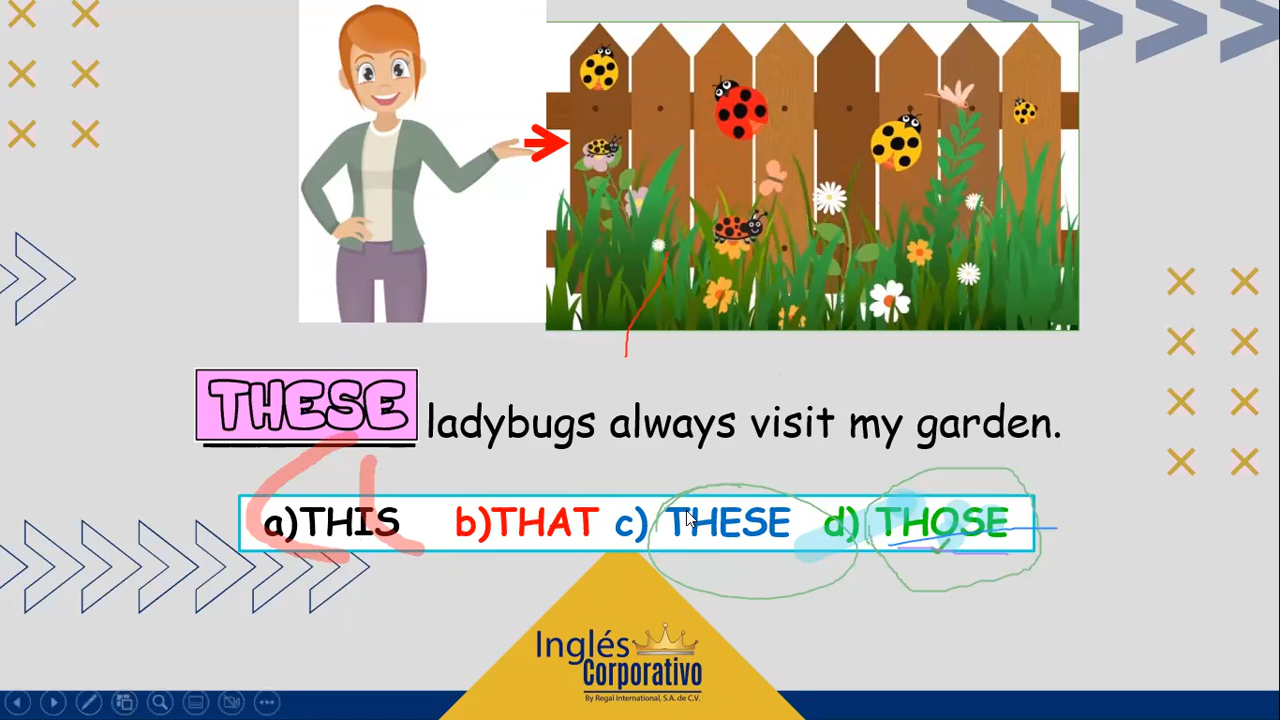 THESE ladybugs always visit my garden.
a)THIS b)THAT c) THESE d) THOSE
Inglés
Corporativo
By Regal International, S.A. de C.V.